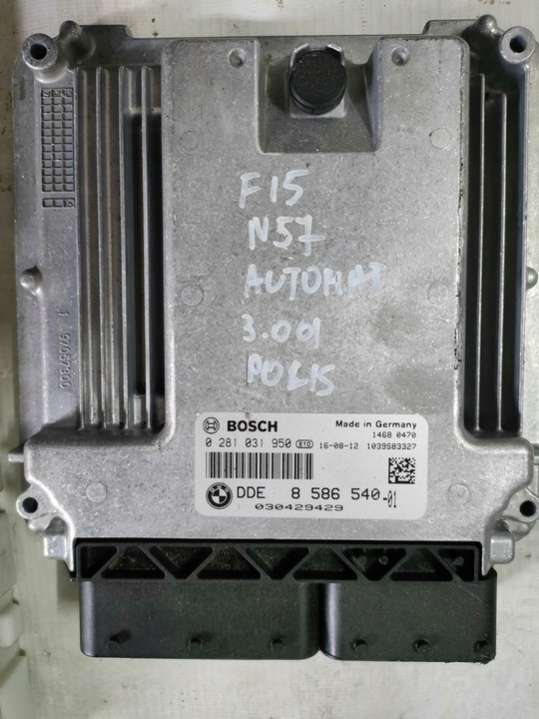 F15
N57
AUTOMAT
3.00d
POLIS
BOSCH
Made in Germany
1468 0470
0 281 031 950 16-08-12 1039S83327
DDE 8 586 540-01
030429429